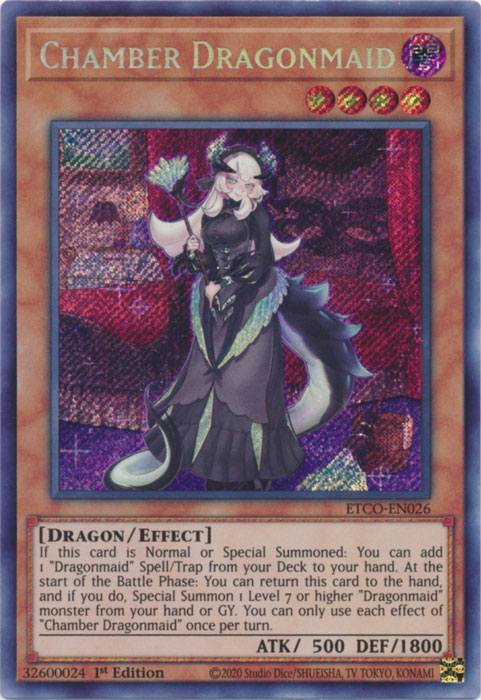 CHAMBER DRAGONMAID
ETCO-EN026
[DRAGON/EFFECT]
If this card is Normal or Special Summoned: You can add
1 "Dragonmaid" Spell/Trap from your Deck to your hand. At the
start of the Battle Phase: You can return this card to the hand,
and if you do, Special Summon 1 Level 7 or higher "Dragonmaid"
monster from your hand or GY. You can only use each effect of
"Chamber Dragonmaid" once per turn.
ATK/ 500 DEF/1800
32600024 1st Edition ©2020 Studio Dice/SHUEISHA, TV TOKYO, KONAMI